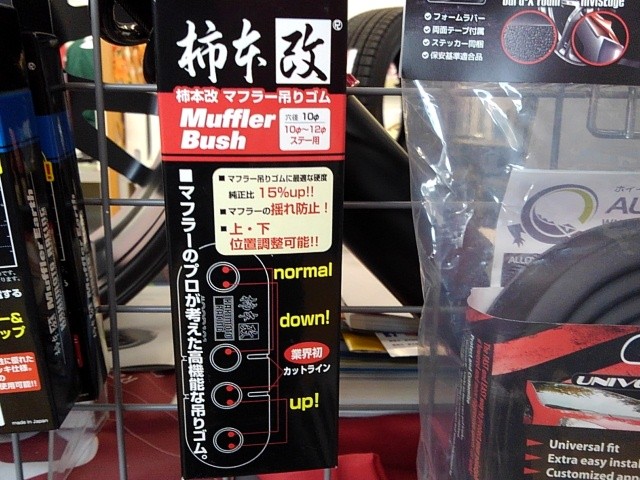 柿本改®
柿本改 マフラー吊りゴム
Muffler
Bush
穴径 10φ
10φ〜12φ
ステー用
■マフラー吊りゴムに最適な硬度
純正比 15%up!!
■マフラーの揺れ防止！
■上・下
位置調整可能!!
■マフラーのプロが考えた高機能な吊りゴム。
normal
柿本改
down!
業界初
カットライン
up!
made in Japan
フォームラバー
両面テープ付属
ステッカー同梱
保安基準適合品
UNIV
Universal fit
Extra easy instal
Customized app